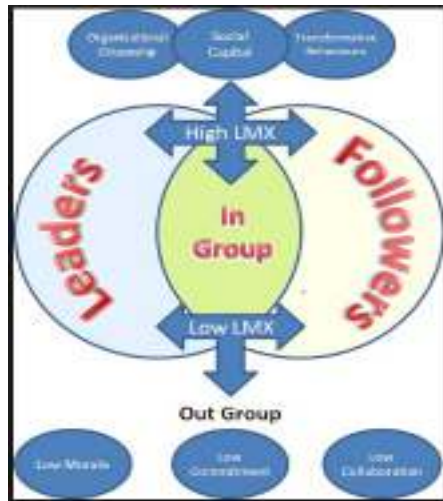 Organizational
Citizenship
Social
Capital
Transformative
Behaviours
High LMX
Leaders
Followers
In
Group
Low LMX
Out Group
Low Morale
Low
Commitment
Low
Collaboration